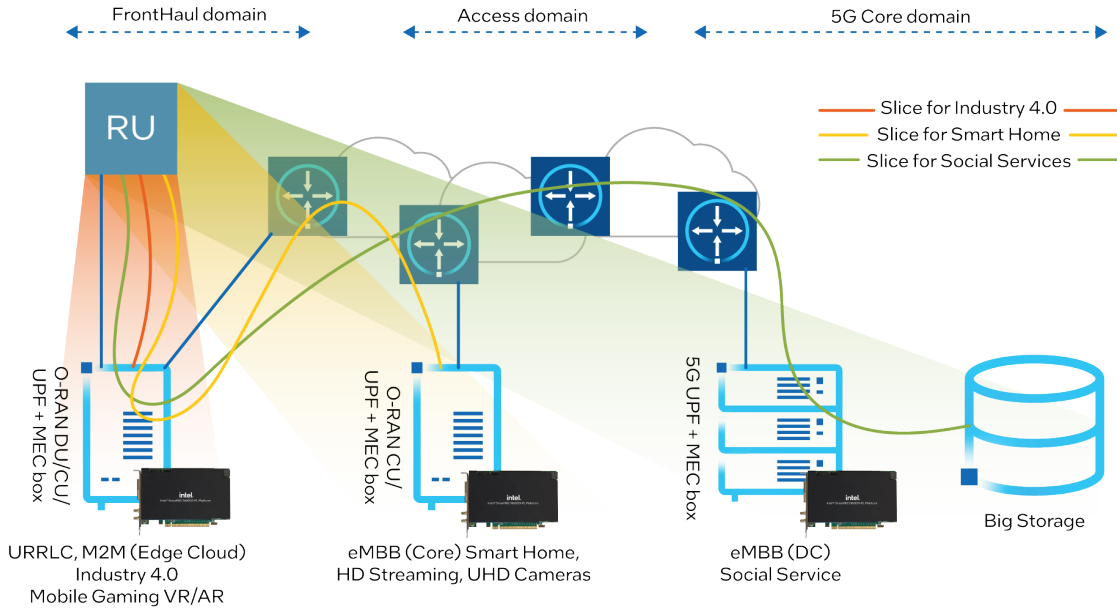 FrontHaul domain
Access domain
5G Core domain
RU
Slice for Industry 4.0
Slice for Smart Home
Slice for Social Services
O-RAN DU/CU/
UPF + MEC box
O-RAN CU/
UPF + MEC box
5G UPF + MEC box
intel.
intel.
intel.
Big Storage
URRLC, M2M (Edge Cloud)
Industry 4.0
Mobile Gaming VR/AR
eMBB (Core) Smart Home,
HD Streaming, UHD Cameras
eMBB (DC)
Social Service